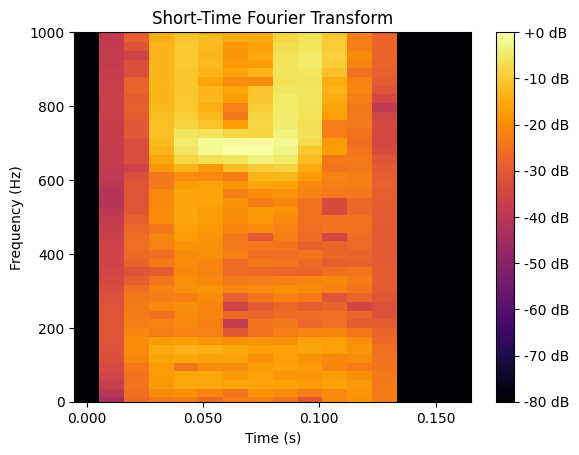 Short-Time Fourier Transform
1000
800
600
400
200
0
Frequency (Hz)
0.000
0.050
0.100
0.150
Time (s)
+0 dB
-10 dB
-20 dB
-30 dB
-40 dB
-50 dB
-60 dB
-70 dB
-80 dB